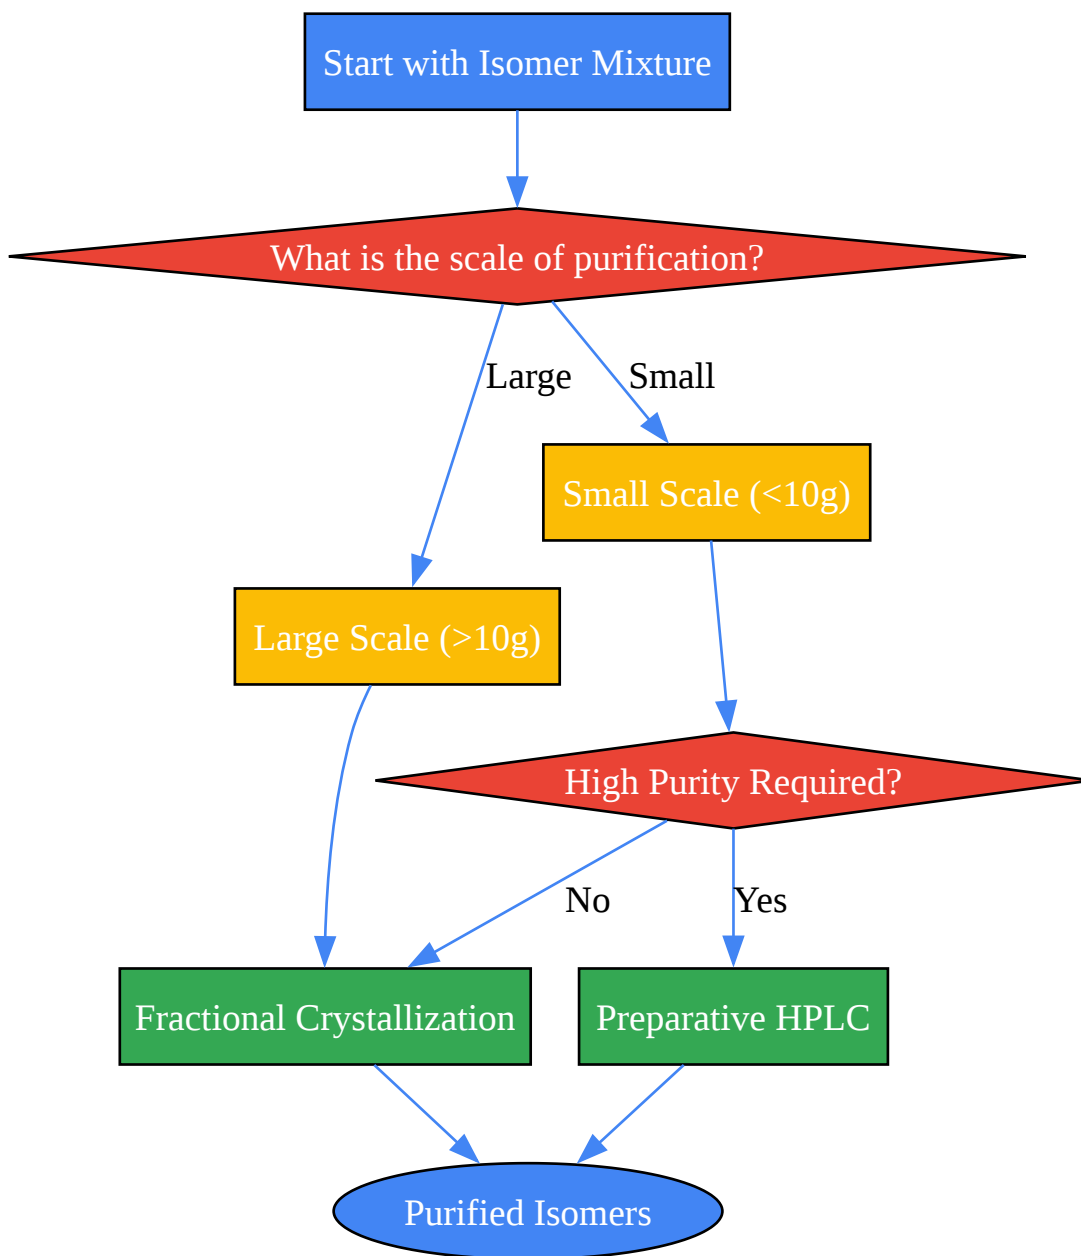 Start with Isomer Mixture
What is the scale of purification?
Large
Small
Small Scale (<10g)
Large Scale (>10g)
High Purity Required?
No
Yes
Fractional Crystallization
Preparative HPLC
Purified Isomers